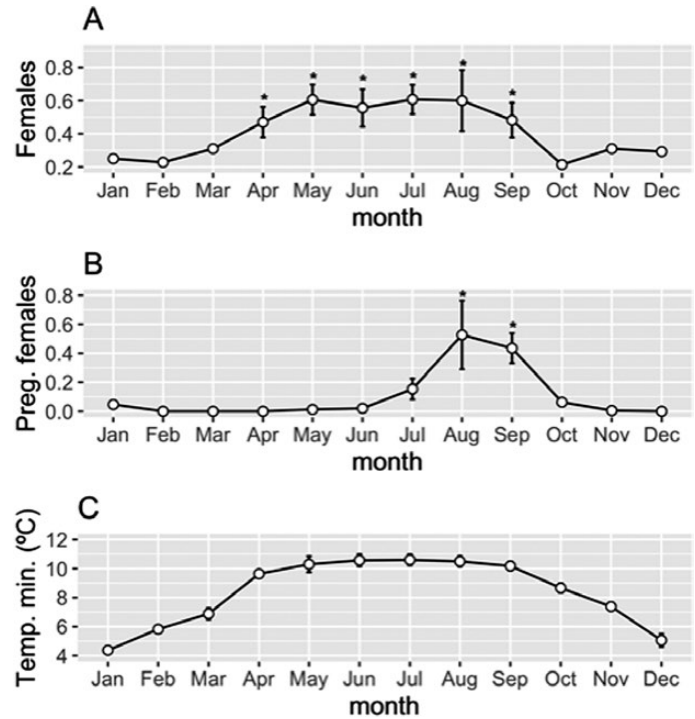 A
Females
0.8
0.6
0.4
0.2
* * * * * *
Jan Feb Mar Apr May Jun Jul Aug Sep Oct Nov Dec
month
B
Preg. females
0.8
0.6
0.4
0.2
0.0
* *
Jan Feb Mar Apr May Jun Jul Aug Sep Oct Nov Dec
month
C
Temp. min. (ºC)
12
10
8
6
4
Jan Feb Mar Apr May Jun Jul Aug Sep Oct Nov Dec
month